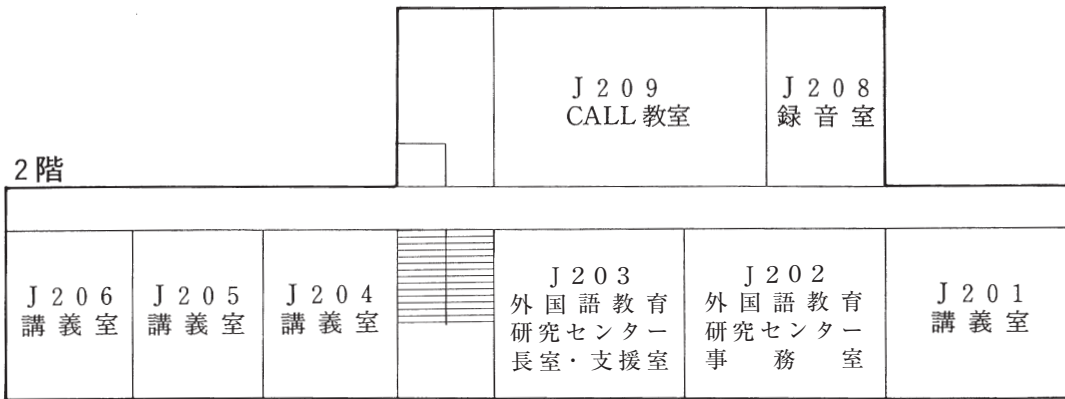 J209
CALL教室
J208
録音室
2階
J206
講義室
J205
講義室
J204
講義室
J203
外国語教育
研究センター
長室・支援室
J202
外国語教育
研究センター
事務室
J201
講義室